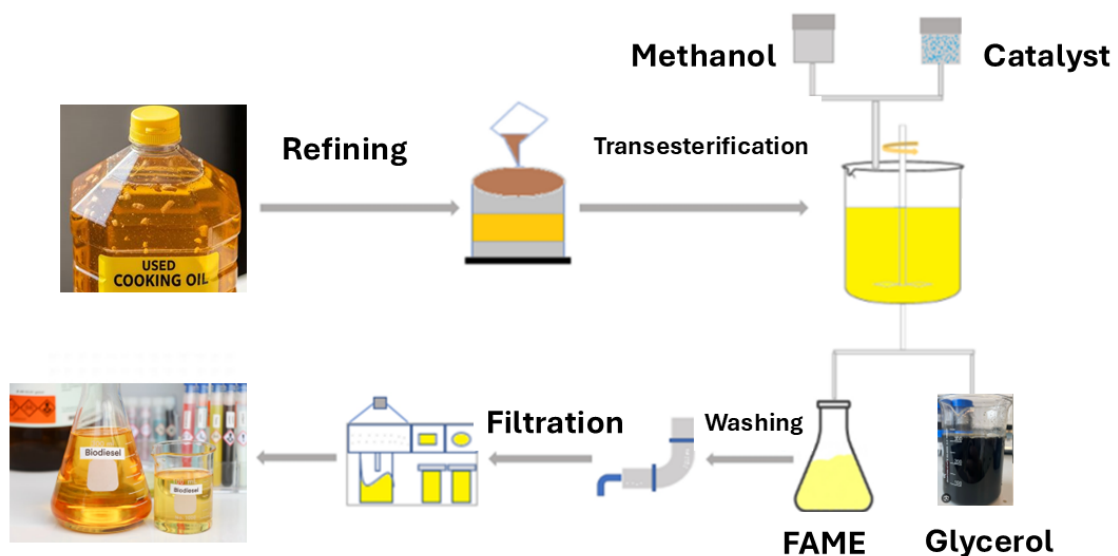 Methanol
Catalyst
Refining
Transesterification
USED
COOKING OIL
Filtration
Washing
Biodiesel
Biodiesel
FAME
Glycerol